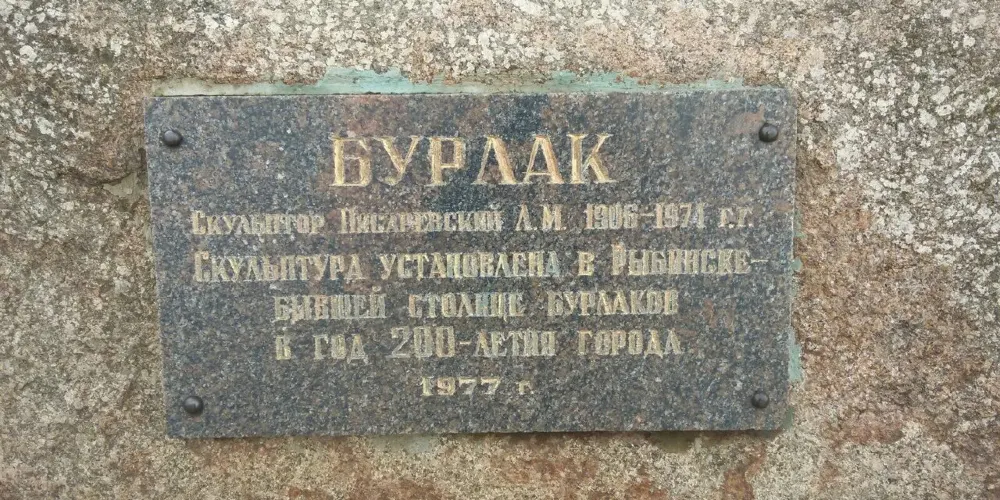 БУРЛАК
Скульптор Писаревский Л.М. 1906-1974 г.г.
Скульптура установлена в Рыбинске-
бывшей столице бурлаков
в год 200-летия города
1977 г.